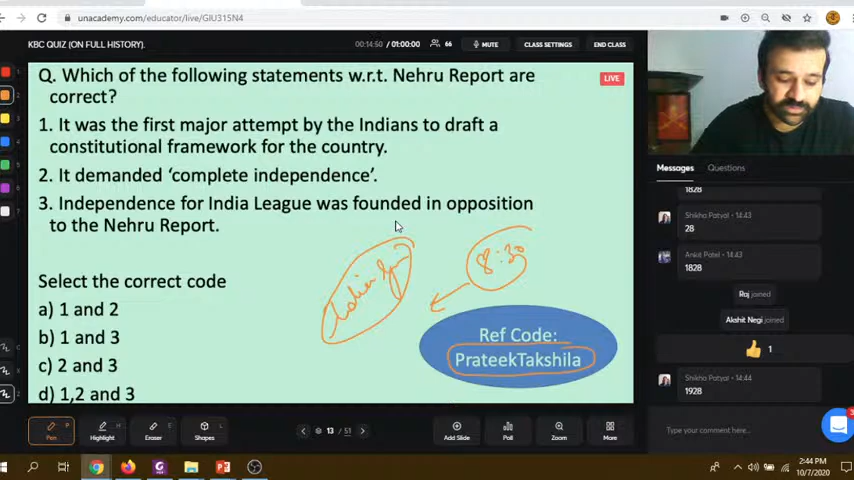 unacademy.com/educator/live/GIU315N4
KBC QUIZ (ON FULL HISTORY).
00:14:50 / 01:00:00
66
MUTE
CLASS SETTINGS
END CLASS
Q. Which of the following statements w.r.t. Nehru Report are
correct?
1. It was the first major attempt by the Indians to draft a
constitutional framework for the country.
2. It demanded ‘complete independence’.
3. Independence for India League was founded in opposition
to the Nehru Report.
Select the correct code
a) 1 and 2
b) 1 and 3
c) 2 and 3
d) 1,2 and 3
8:30
Ref Code:
PrateekTakshila
LIVE
Messages
Questions
1828
Shikha Patyal • 14:43
28
Ankit Patel • 14:43
1828
Raj joined
Akshit Negi joined
1
Shikha Patyal • 14:44
1928
Type your message here...
Pen
P
Highlight
H
Eraser
E
Shapes
13 / 51
Add Slide
Poll
Zoom
More
2:44 PM
10/7/2020